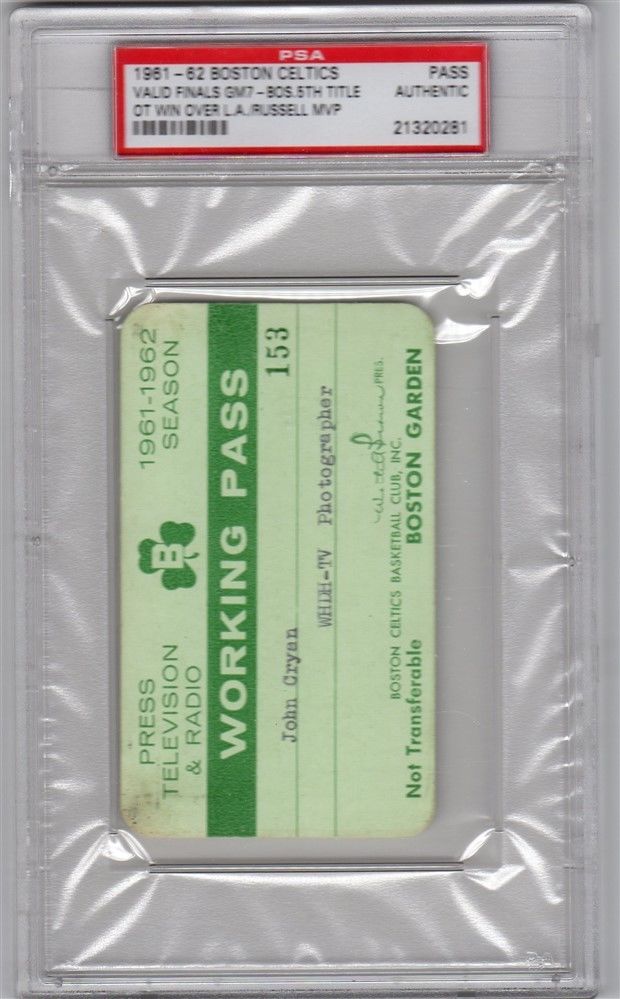 PSA
1961-62 BOSTON CELTICS PASS
VALID FINALS GM7-BOS.5TH TITLE AUTHENTIC
OT WIN OVER L.A./RUSSELL MVP
21320281
PRESS
TELEVISION
& RADIO
B
1961-1962
SEASON
WORKING PASS
153
John Cryan
WHDH-TV Photographer
PRES.
BOSTON CELTICS BASKETBALL CLUB, INC.
Not Transferable BOSTON GARDEN